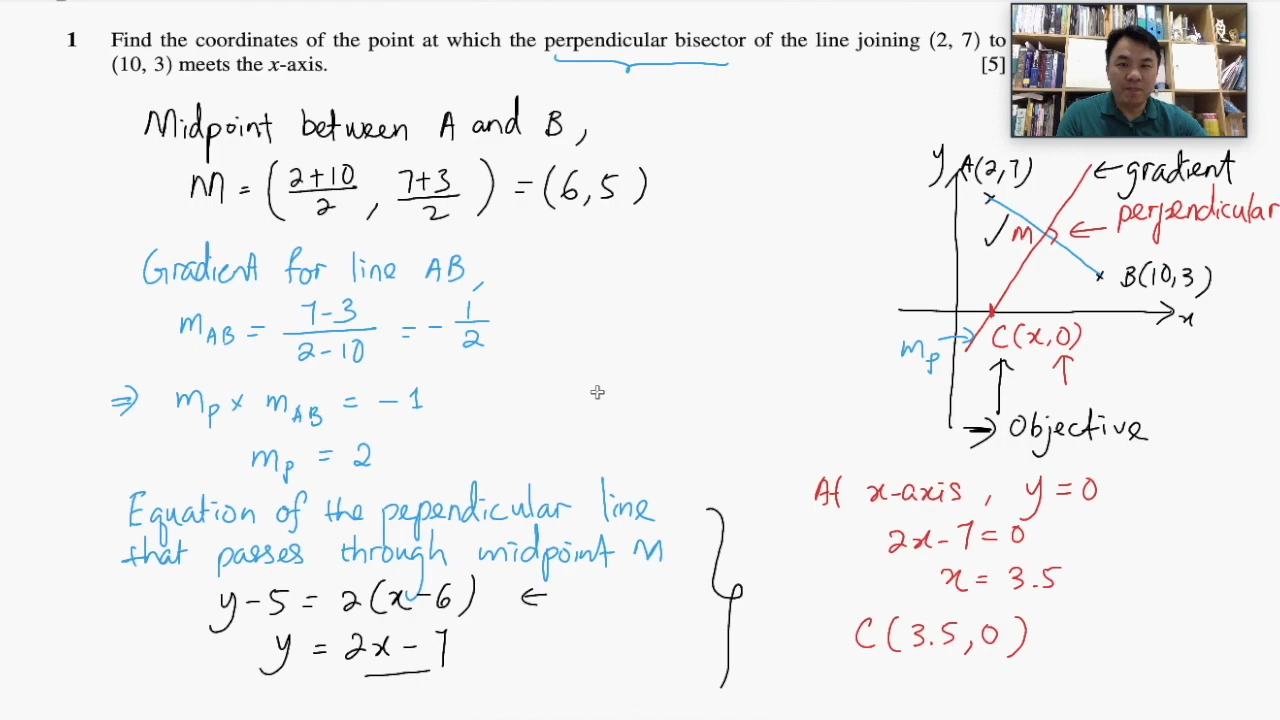 1 Find the coordinates of the point at which the perpendicular bisector of the line joining (2, 7) to
(10, 3) meets the x-axis. [5]
Midpoint between A and B,
M = ( 2+10 / 2 , 7+3 / 2 ) = (6,5)
Gradient for line AB,
m_AB = 7-3 / 2-10 = - 1/2
⇒ m_p × m_AB = -1
m_p = 2
Equation of the pependicular line
that passes through midpoint M
y-5 = 2(x-6) ←
y = 2x - 7
y A(2,7) ← gradient
✓ M ← perpendicular
B(10,3)
x
m_p → C(x,0)
→ Objective
At x-axis, y=0
2x-7=0
x = 3.5
C(3.5,0)